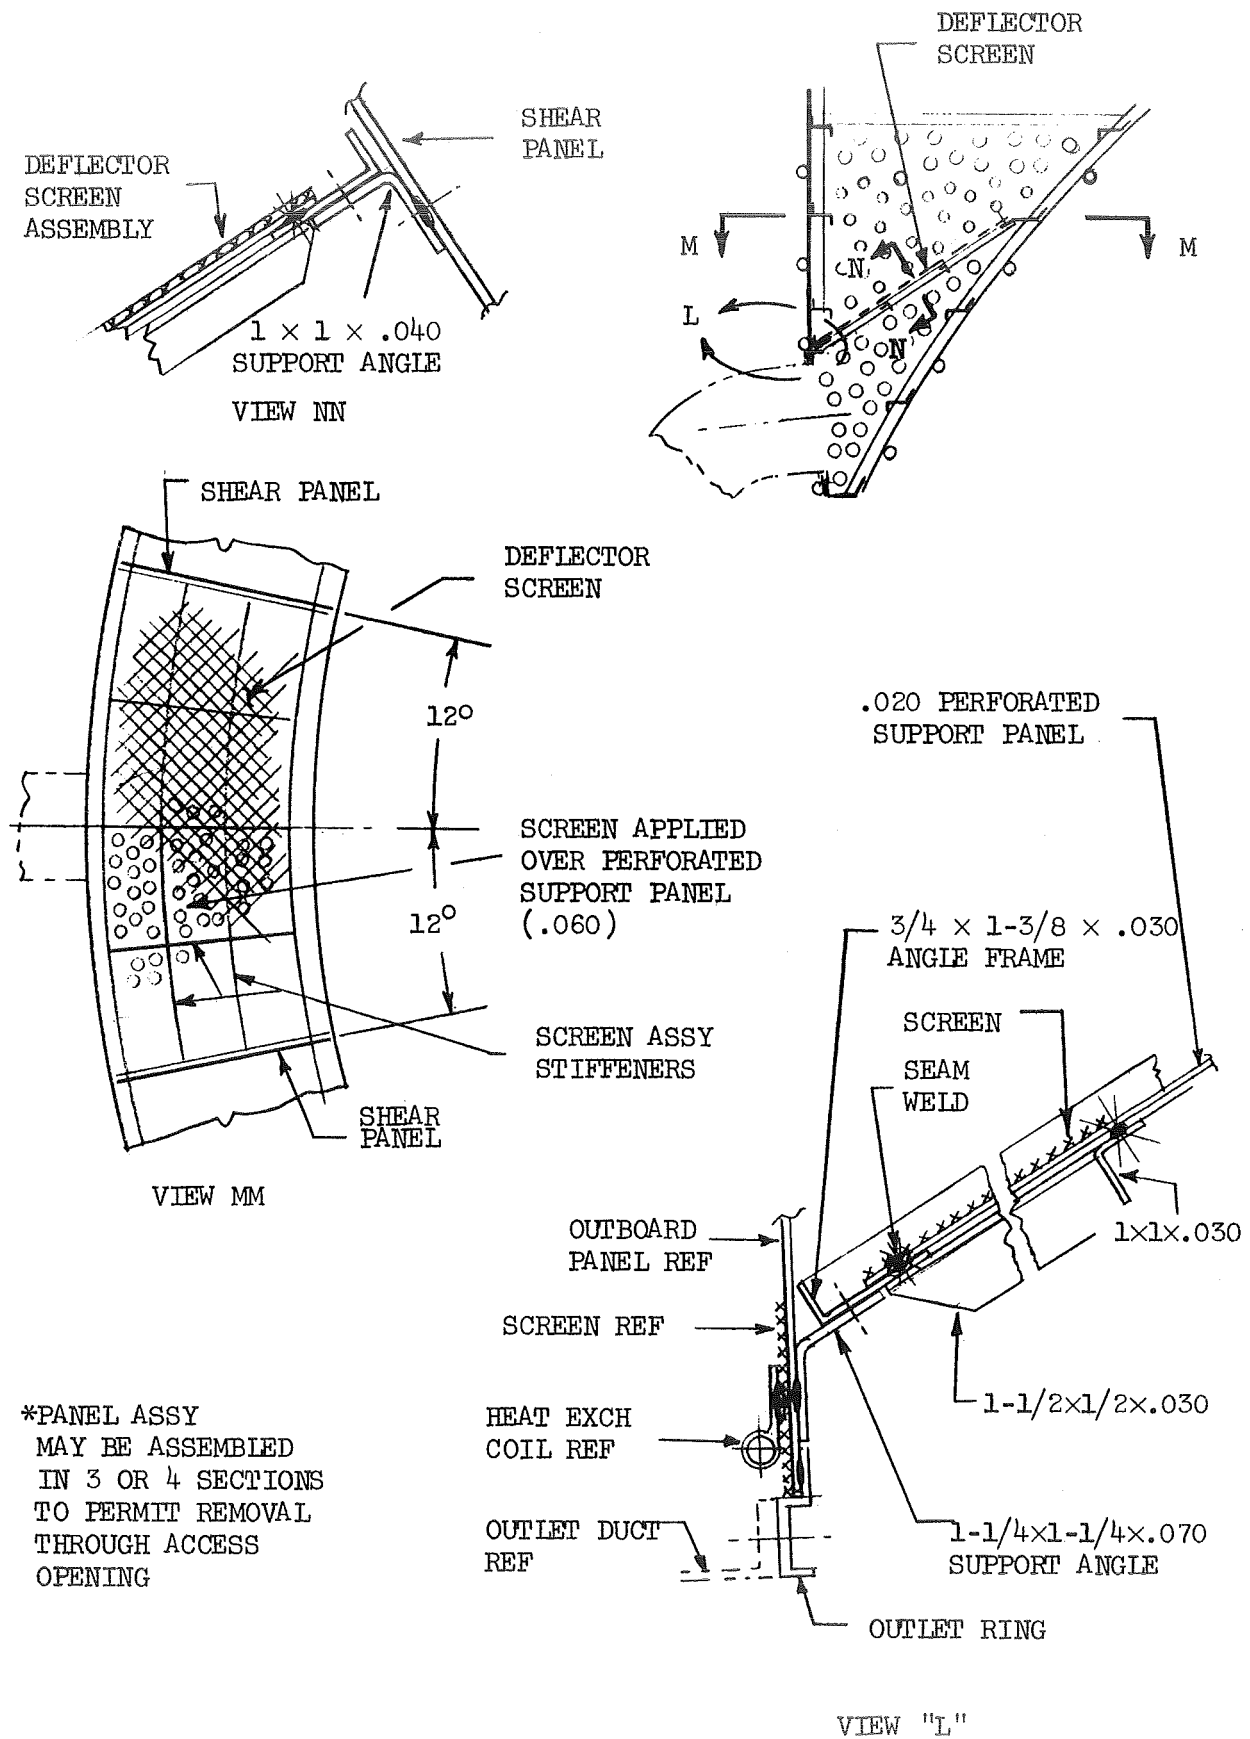 DEFLECTOR
SCREEN
SHEAR
PANEL
DEFLECTOR
SCREEN
ASSEMBLY
1 × 1 × .040
SUPPORT ANGLE
VIEW NN
M
M
N
L
N
SHEAR PANEL
DEFLECTOR
SCREEN
12°
.020 PERFORATED
SUPPORT PANEL
SCREEN APPLIED
OVER PERFORATED
SUPPORT PANEL
(.060)
12°
3/4 × 1-3/8 × .030
ANGLE FRAME
SCREEN
SCREEN ASSY
STIFFENERS
SEAM
WELD
SHEAR
PANEL
VIEW MM
OUTBOARD
PANEL REF
1×1×.030
SCREEN REF
1-1/2×1/2×.030
*PANEL ASSY
MAY BE ASSEMBLED
IN 3 OR 4 SECTIONS
TO PERMIT REMOVAL
THROUGH ACCESS
OPENING
HEAT EXCH
COIL REF
OUTLET DUCT
REF
1-1/4×1-1/4×.070
SUPPORT ANGLE
OUTLET RING
VIEW "L"